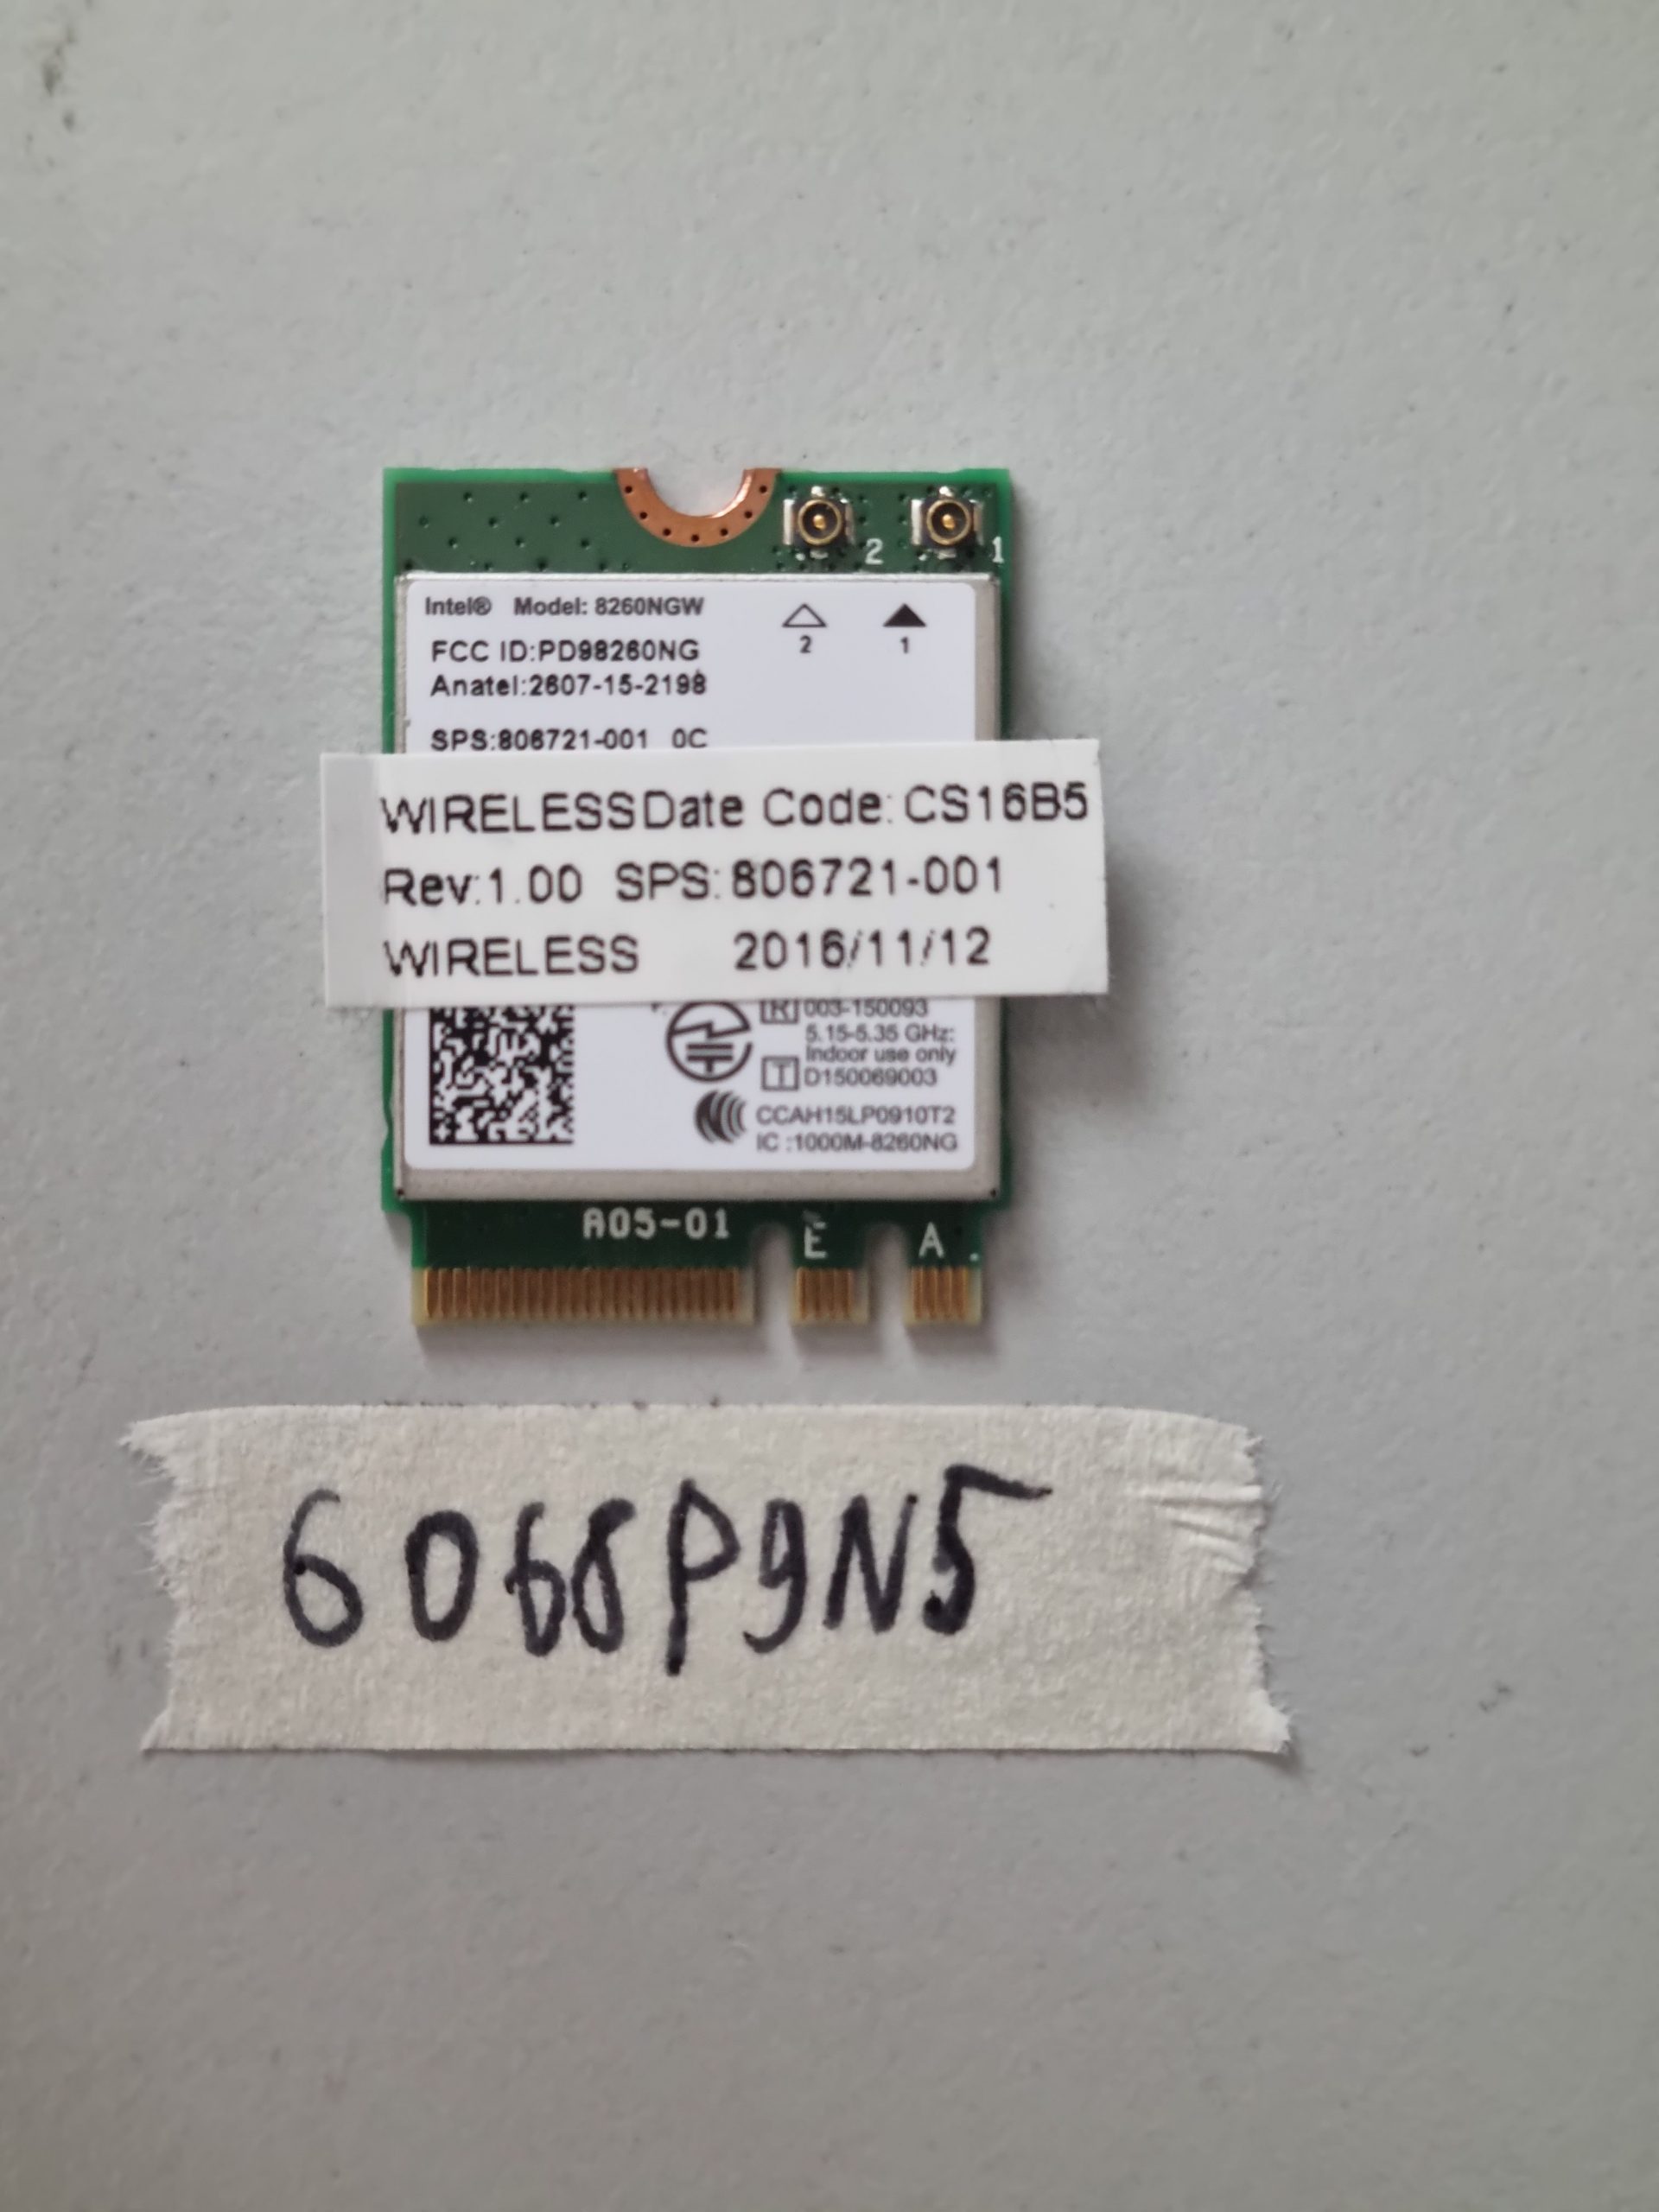 2 1
Intel® Model: 8260NGW
2 1
FCC ID:PD98260NG
Anatel:2607-15-2198
SPS:806721-001 0C
WIRELESSDate Code: CS16B5
Rev:1.00 SPS:806721-001
WIRELESS 2016/11/12
R 003-150093
5.15-5.35 GHz:
Indoor use only
T D150069003
CCAH15LP0910T2
IC :1000M-8260NG
A05-01 E A
6068P9N5